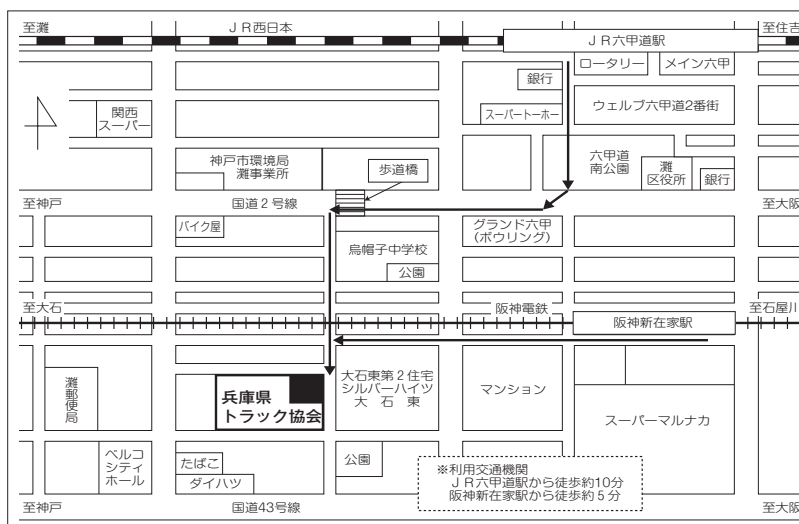 至灘
JR西日本
JR六甲道駅
至住吉
ロータリー
メイン六甲
銀行
スーパートーホー
ウェルブ六甲道2番街
関西
スーパー
神戸市環境局
灘事業所
歩道橋
六甲道
南公園
灘
区役所
銀行
至神戸
国道2号線
至大阪
バイク屋
グランド六甲
(ボウリング)
烏帽子中学校
公園
至大石
阪神電鉄
阪神新在家駅
至石屋川
灘郵便局
兵庫県
トラック協会
大石東第2住宅
シルバーハイツ
大石東
マンション
スーパーマルナカ
ベルコ
シティ
ホール
たばこ
ダイハツ
公園
※利用交通機関
JR六甲道駅から徒歩約10分
阪神新在家駅から徒歩約5分
至神戸
国道43号線
至大阪